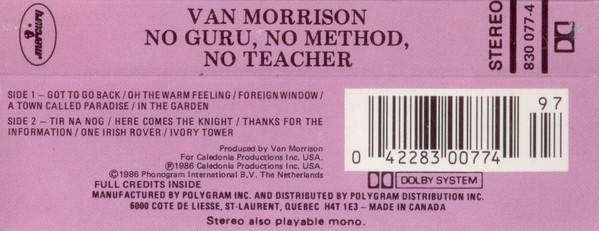 mercury
VAN MORRISON
NO GURU, NO METHOD,
NO TEACHER
STEREO
830 077-4
SIDE 1 – GOT TO GO BACK / OH THE WARM FEELING / FOREIGN WINDOW /
A TOWN CALLED PARADISE / IN THE GARDEN
SIDE 2 – TIR NA NOG / HERE COMES THE KNIGHT / THANKS FOR THE
INFORMATION / ONE IRISH ROVER / IVORY TOWER
97
0 42283 00774
Produced by Van Morrison
For Caledonia Productions Inc. USA.
℗1986 Caledonia Productions Inc. USA.
©1986 Phonogram International B.V. The Netherlands
DOLBY SYSTEM
FULL CREDITS INSIDE
MANUFACTURED BY POLYGRAM INC. AND DISTRIBUTED BY POLYGRAM DISTRIBUTION INC.
6000 COTE DE LIESSE, ST-LAURENT, QUEBEC H4T 1E3 – MADE IN CANADA
Stereo also playable mono.